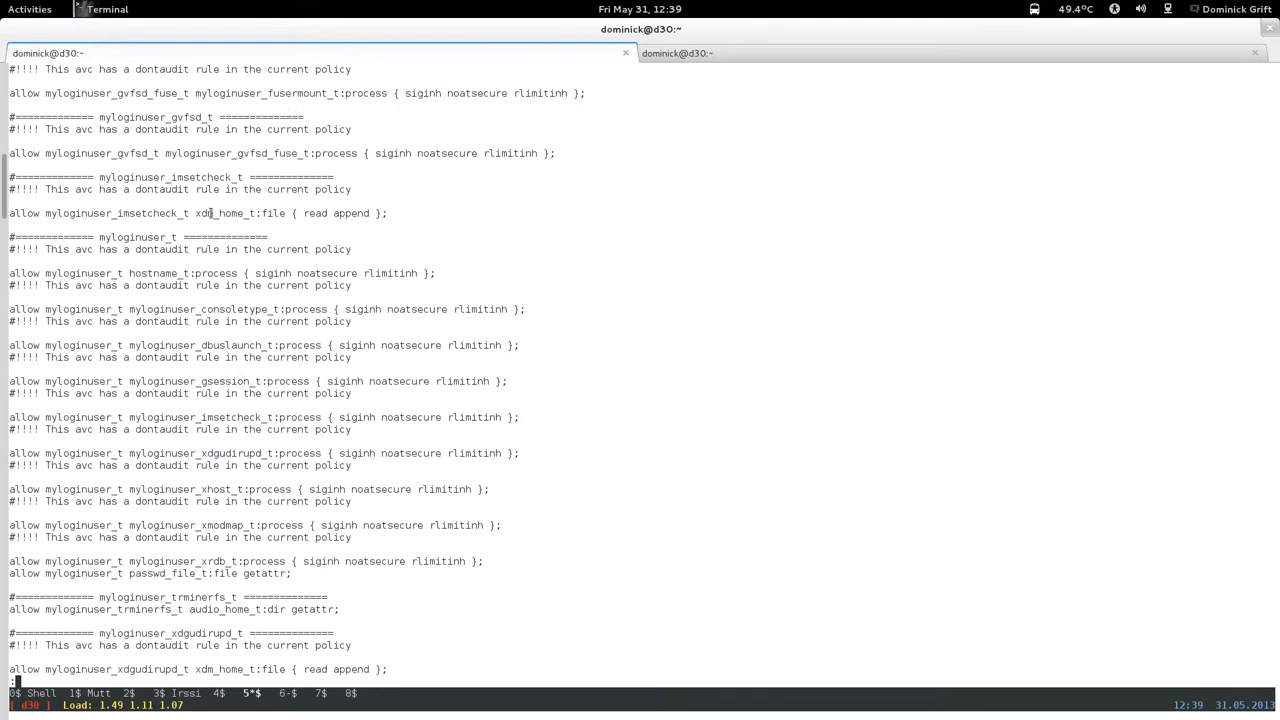 Activities Terminal Fri May 31, 12:39 49.4°C Dominick Grift
dominick@d30:~
dominick@d30:~ dominick@d30:~
#!!!! This avc has a dontaudit rule in the current policy
allow myloginuser_gvfsd_fuse_t myloginuser_fusermount_t:process { siginh noatsecure rlimitinh };
#============= myloginuser_gvfsd_t ==============
#!!!! This avc has a dontaudit rule in the current policy
allow myloginuser_gvfsd_t myloginuser_gvfsd_fuse_t:process { siginh noatsecure rlimitinh };
#============= myloginuser_imsetcheck_t ==============
#!!!! This avc has a dontaudit rule in the current policy
allow myloginuser_imsetcheck_t xdm_home_t:file { read append };
#============= myloginuser_t ==============
#!!!! This avc has a dontaudit rule in the current policy
allow myloginuser_t hostname_t:process { siginh noatsecure rlimitinh };
#!!!! This avc has a dontaudit rule in the current policy
allow myloginuser_t myloginuser_consoletype_t:process { siginh noatsecure rlimitinh };
#!!!! This avc has a dontaudit rule in the current policy
allow myloginuser_t myloginuser_dbuslaunch_t:process { siginh noatsecure rlimitinh };
#!!!! This avc has a dontaudit rule in the current policy
allow myloginuser_t myloginuser_gsession_t:process { siginh noatsecure rlimitinh };
#!!!! This avc has a dontaudit rule in the current policy
allow myloginuser_t myloginuser_imsetcheck_t:process { siginh noatsecure rlimitinh };
#!!!! This avc has a dontaudit rule in the current policy
allow myloginuser_t myloginuser_xdgudirupd_t:process { siginh noatsecure rlimitinh };
#!!!! This avc has a dontaudit rule in the current policy
allow myloginuser_t myloginuser_xhost_t:process { siginh noatsecure rlimitinh };
#!!!! This avc has a dontaudit rule in the current policy
allow myloginuser_t myloginuser_xmodmap_t:process { siginh noatsecure rlimitinh };
#!!!! This avc has a dontaudit rule in the current policy
allow myloginuser_t myloginuser_xrdb_t:process { siginh noatsecure rlimitinh };
allow myloginuser_t passwd_file_t:file getattr;
#============= myloginuser_trminerfs_t ==============
allow myloginuser_trminerfs_t audio_home_t:dir getattr;
#============= myloginuser_xdgudirupd_t ==============
#!!!! This avc has a dontaudit rule in the current policy
allow myloginuser_xdgudirupd_t xdm_home_t:file { read append };
:
0$ Shell 1$ Mutt 2$ 3$ Irssi 4$ 5*$ 6-$ 7$ 8$
[ d30 ] Load: 1.49 1.11 1.07 12:39 31.05.2013